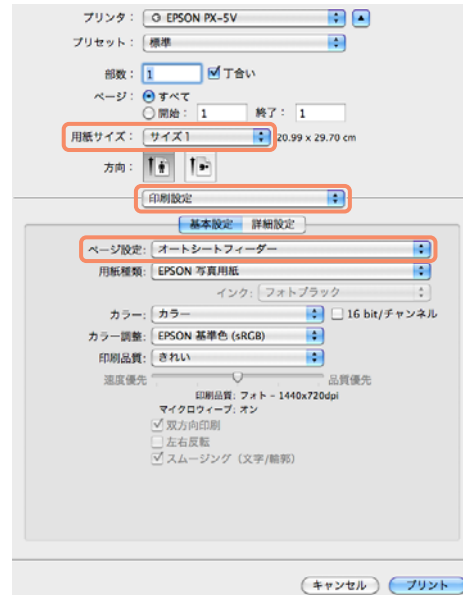 プリンタ： EPSON PX-5V
プリセット： 標準
部数： 1 丁合い
ページ： すべて
開始： 1 終了： 1
用紙サイズ： サイズ1 20.99 x 29.70 cm
方向：
印刷設定
基本設定 詳細設定
ページ設定： オートシートフィーダー
用紙種類： EPSON 写真用紙
インク： フォトブラック
カラー： カラー 16 bit/チャンネル
カラー調整： EPSON 基準色 (sRGB)
印刷品質： きれい
速度優先 品質優先
印刷品質： フォト - 1440x720dpi
マイクロウィーブ： オン
双方向印刷
左右反転
スムージング（文字/輪郭）
キャンセル プリント